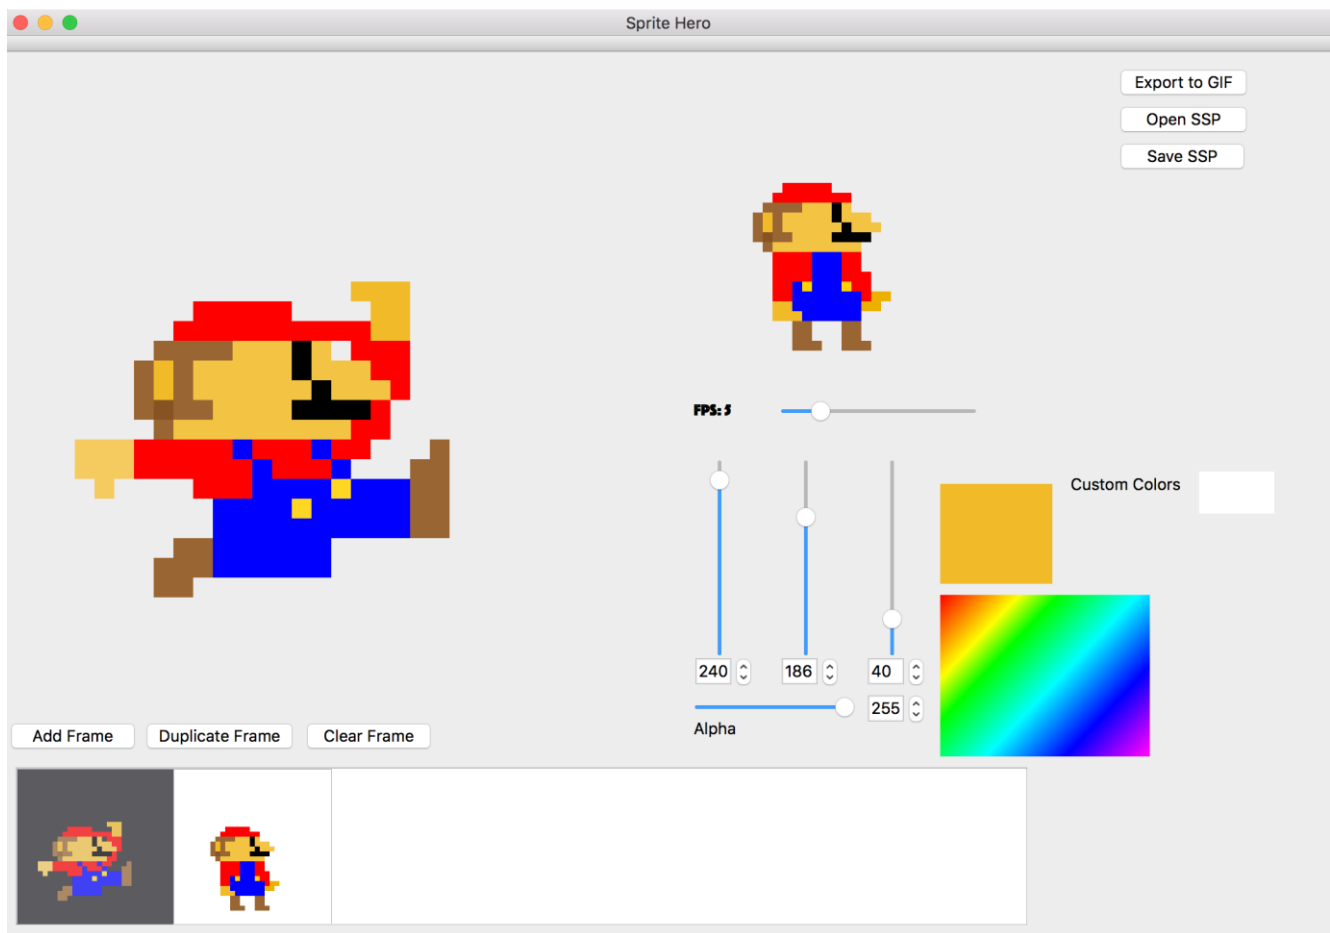 Sprite Hero
Export to GIF
Open SSP
Save SSP
FPS: 5
Custom Colors
240
186
40
255
Alpha
Add Frame
Duplicate Frame
Clear Frame